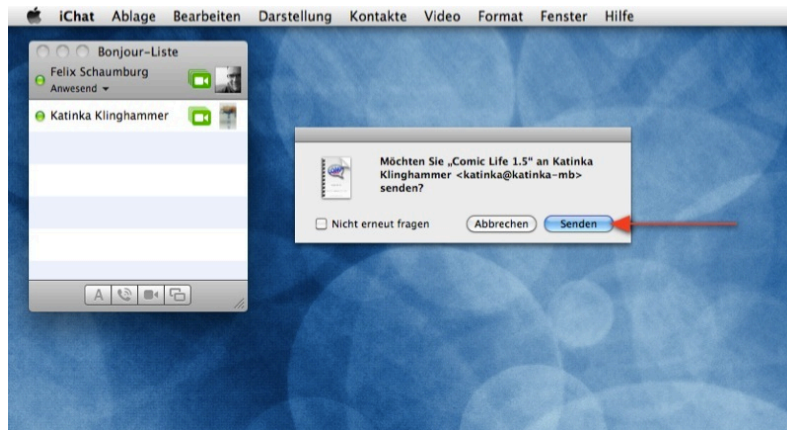 iChat Ablage Bearbeiten Darstellung Kontakte Video Format Fenster Hilfe
Bonjour-Liste
Felix Schaumburg
Anwesend
Katinka Klinghammer
Möchten Sie „Comic Life 1.5“ an Katinka
Klinghammer <katinka@katinka-mb>
senden?
Nicht erneut fragen Abbrechen Senden
A